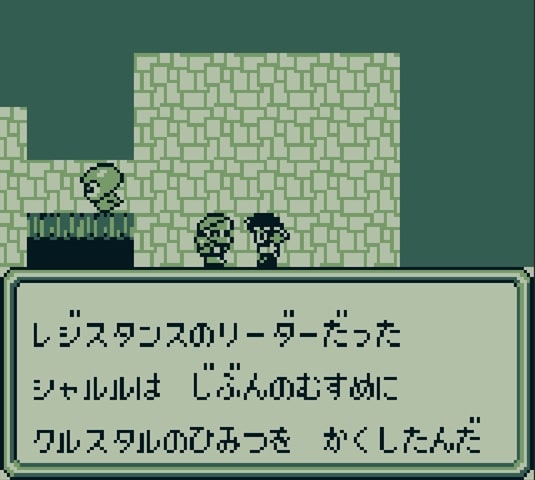 レジスタンスのリーダーだった
シャルルは　じぶんのむすめに
クルスタルのひみつを　かくしたんだ